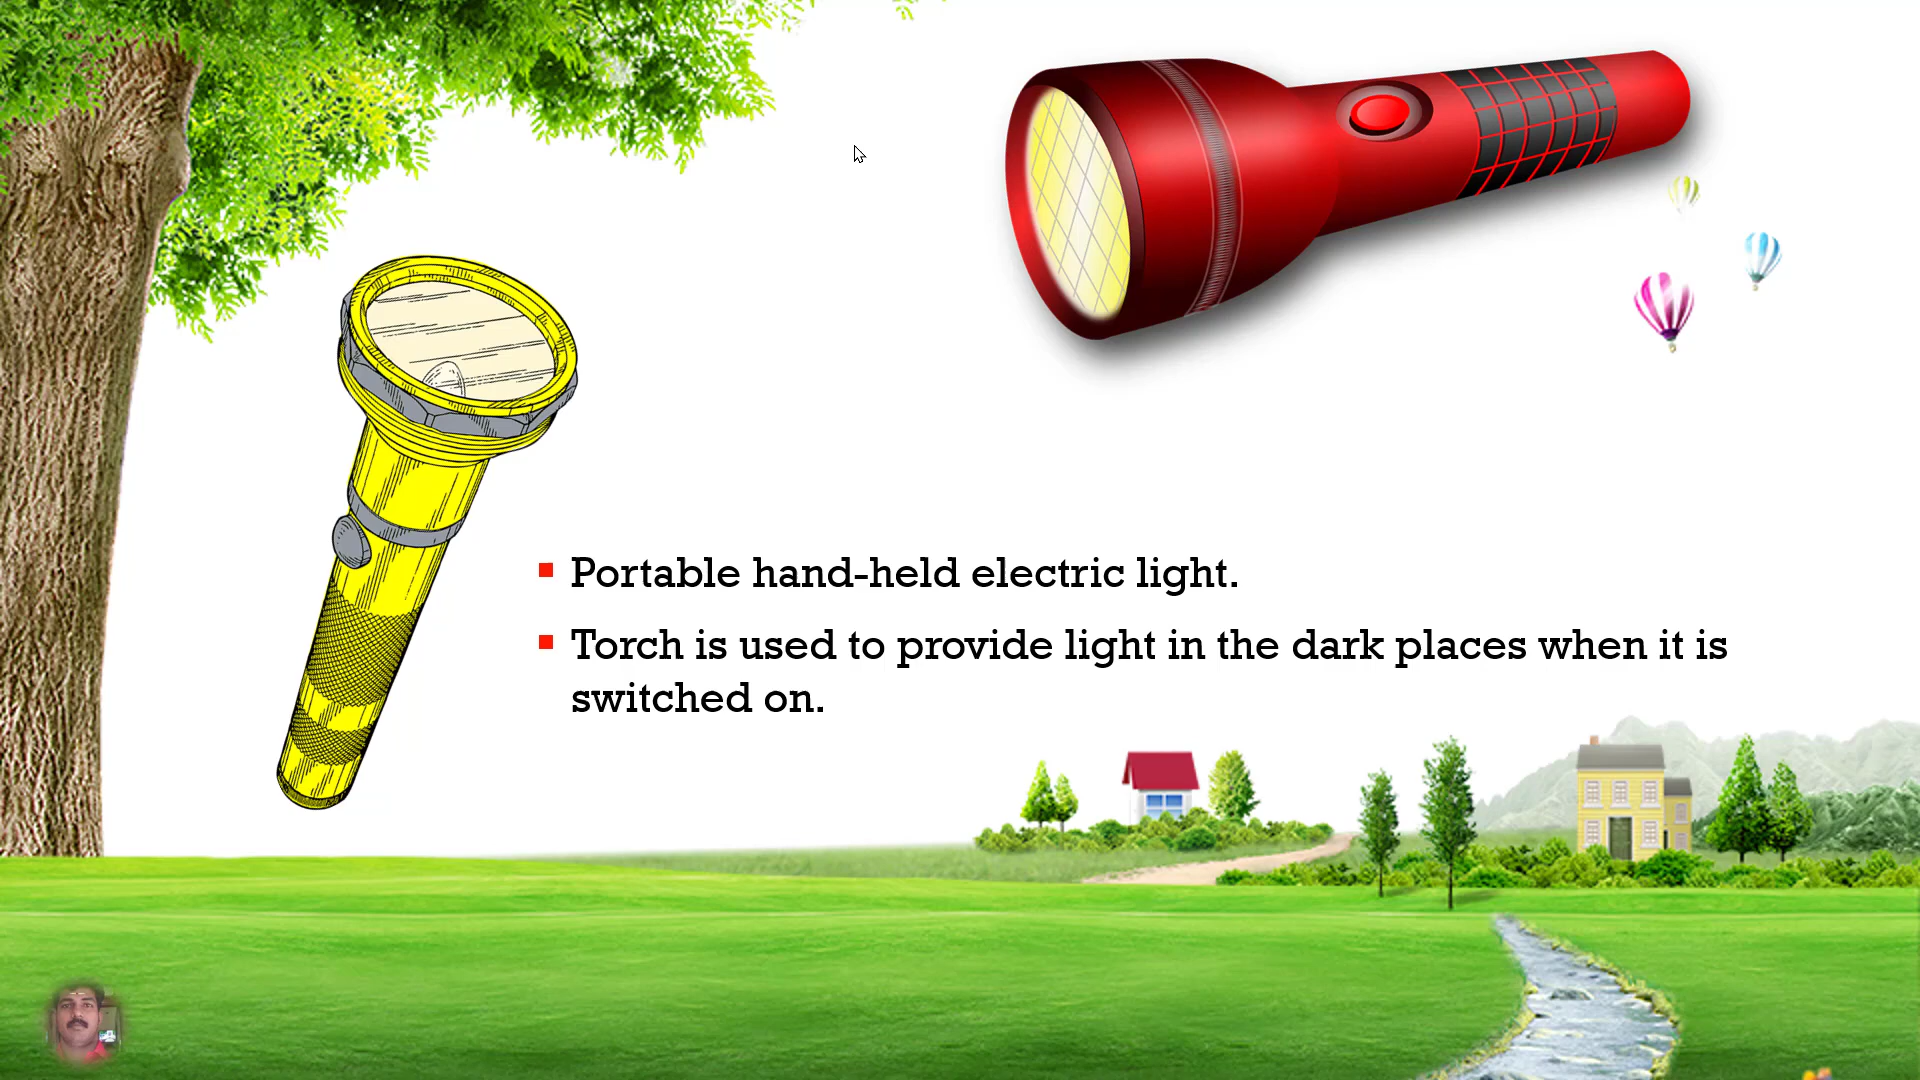 Portable hand-held electric light.
Torch is used to provide light in the dark places when it is
switched on.